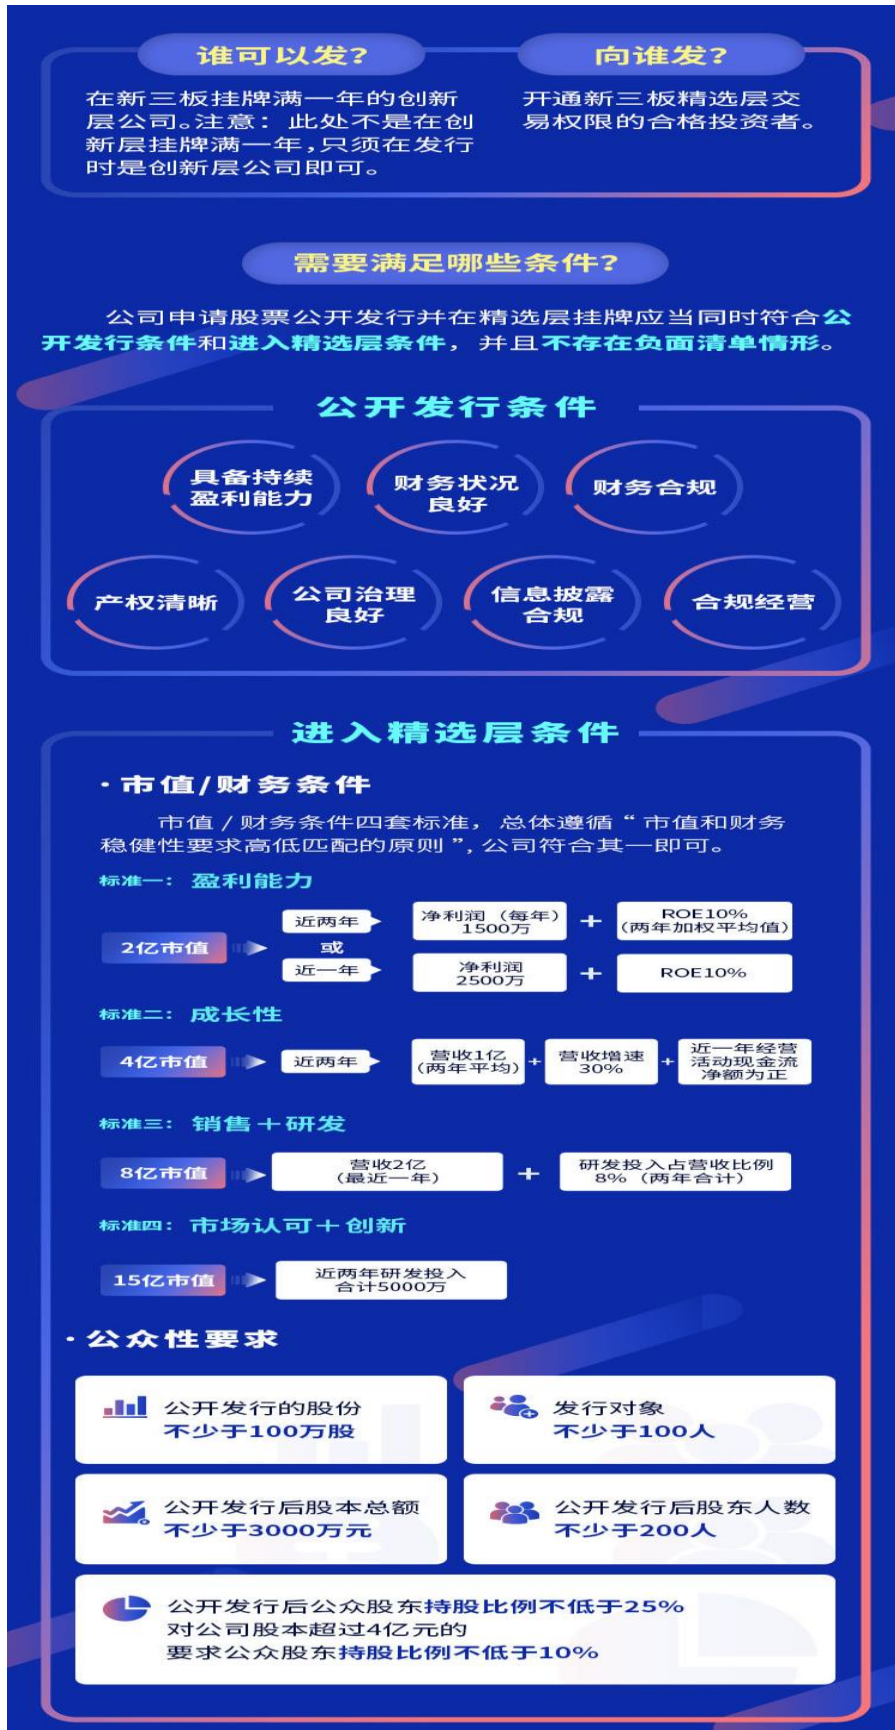 谁可以发?
在新三板挂牌满一年的创新
层公司。注意：此处不是在创
新层挂牌满一年,只须在发行
时是创新层公司即可。
向谁发?
开通新三板精选层交
易权限的合格投资者。
需要满足哪些条件?
公司申请股票公开发行并在精选层挂牌应当同时符合公
开发行条件和进入精选层条件，并且不存在负面清单情形。
公开发行条件
具备持续
盈利能力
财务状况
良好
财务合规
产权清晰
公司治理
良好
信息披露
合规
合规经营
进入精选层条件
·市值/财务条件
市值/财务条件四套标准，总体遵循“市值和财务
稳健性要求高低匹配的原则”,公司符合其一即可。
标准一：盈利能力
2亿市值
近两年
净利润（每年）
1500万
+
ROE10%
(两年加权平均值)
或
近一年
净利润
2500万
+
ROE10%
标准二：成长性
4亿市值
近两年
营收1亿
(两年平均)
+
营收增速
30%
+
近一年经营
活动现金流
净额为正
标准三：销售+研发
8亿市值
营收2亿
(最近一年)
+
研发投入占营收比例
8%（两年合计）
标准四：市场认可+创新
15亿市值
近两年研发投入
合计5000万
·公众性要求
公开发行的股份
不少于100万股
发行对象
不少于100人
公开发行后股本总额
不少于3000万元
公开发行后股东人数
不少于200人
公开发行后公众股东持股比例不低于25%
对公司股本超过4亿元的
要求公众股东持股比例不低于10%